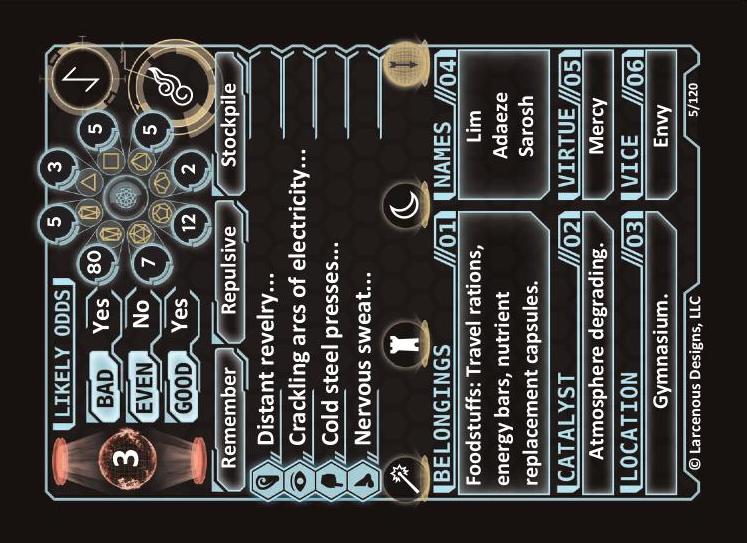 3
LIKELY ODDS
BAD Yes
EVEN No
GOOD Yes
5
3
5
80
5
7
12
2
Remember Repulsive Stockpile
Distant revelry...
Crackling arcs of electricity...
Cold steel presses...
Nervous sweat...
BELONGINGS 01
Foodstuffs: Travel rations,
energy bars, nutrient
replacement capsules.
NAMES 04
Lim
Adaeze
Sarosh
CATALYST 02
Atmosphere degrading.
VIRTUE 05
Mercy
LOCATION 03
Gymnasium.
VICE 06
Envy
© Larcenous Designs, LLC
5/120